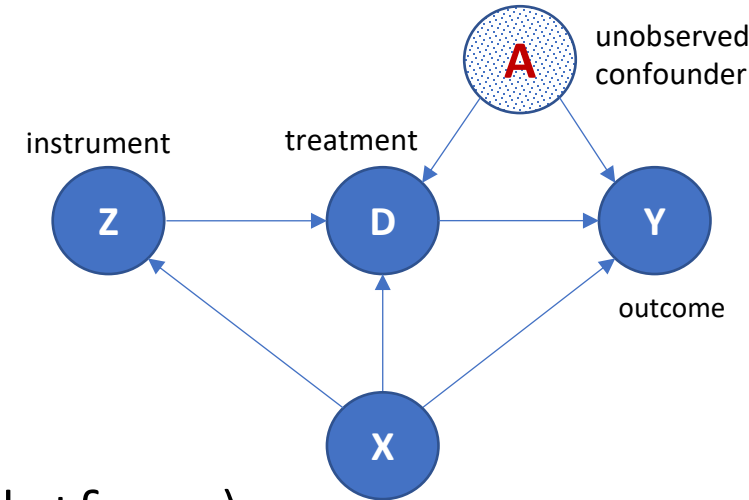 unobserved
confounder
A
instrument
treatment
Z
D
Y
outcome
X